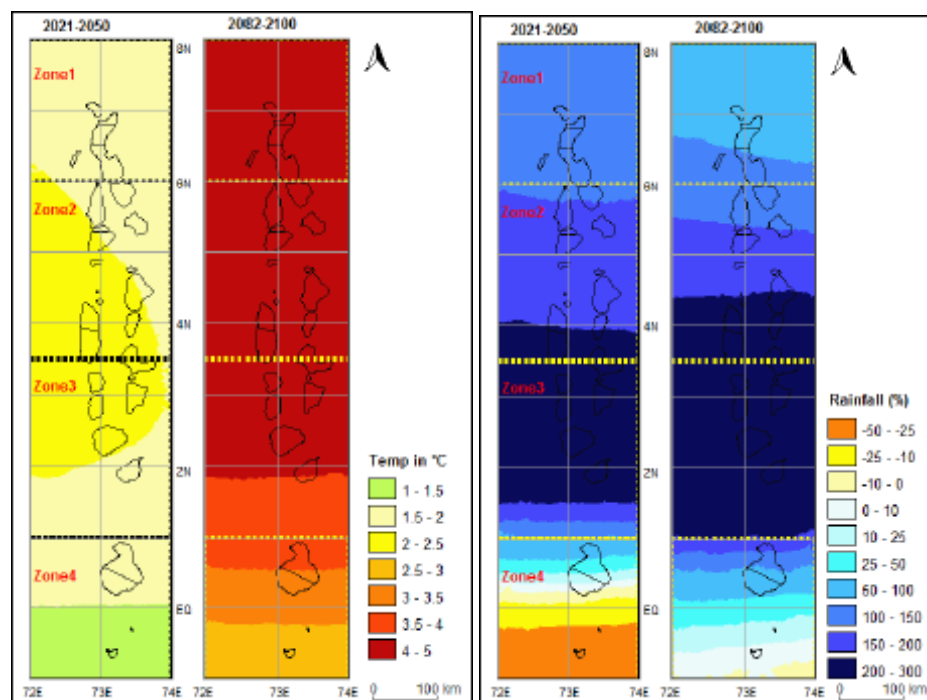 2021-2050
2082-2100
8N
Zone1
6N
Zone2
4N
Zone3
2N
Zone4
EQ
72E
73E
74E
72E
73E
74E
Temp in °C
1 - 1.5
1.5 - 2
2 - 2.5
2.5 - 3
3 - 3.5
3.5 - 4
4 - 5
0 100 km
2021-2050
2082-2100
8N
Zone1
6N
Zone2
4N
Zone3
2N
Zone4
EQ
72E
73E
74E
72E
73E
74E
Rainfall (%)
-50 - -25
-25 - -10
-10 - 0
0 - 10
10 - 25
25 - 50
60 - 100
100 - 150
150 - 200
200 - 300
0 100 km